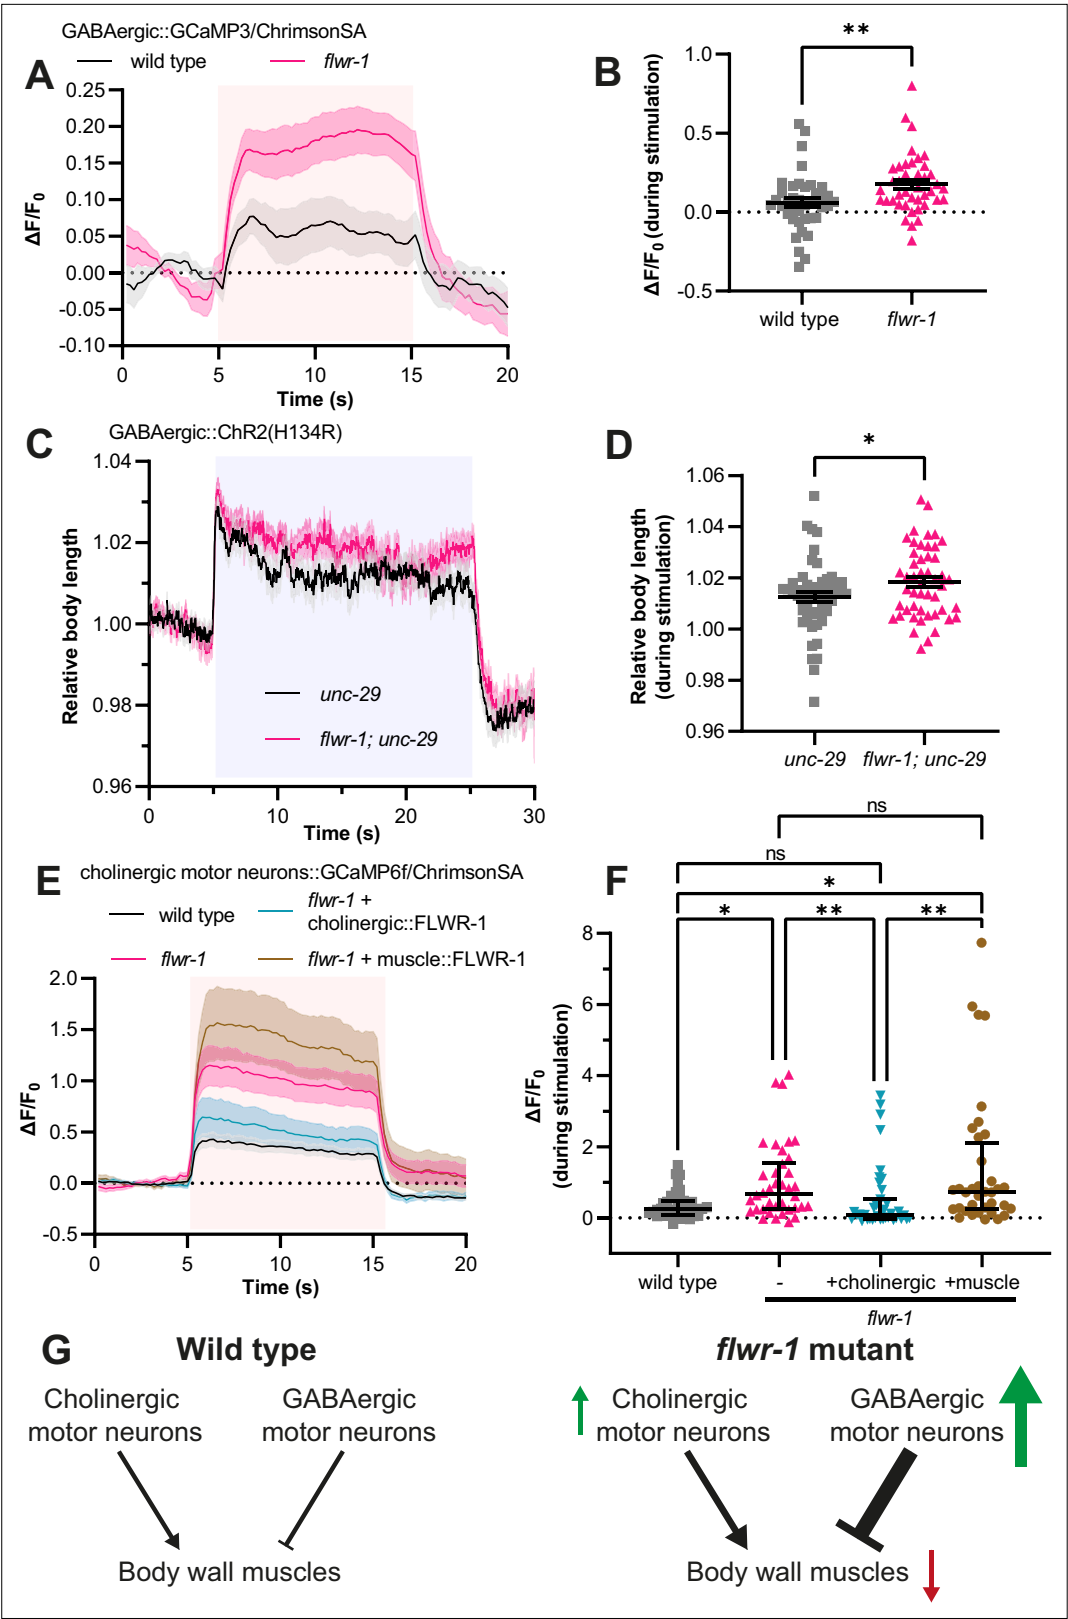 GABAergic::GCaMP3/ChrimsonSA
wild type
flwr-1
A
ΔF/F0
0.25
0.20
0.15
0.10
0.05
0.00
-0.05
-0.10
0 5 10 15 20
Time (s)
B
**
ΔF/F0 (during stimulation)
1.0
0.5
0.0
-0.5
wild type flwr-1
C
GABAergic::ChR2(H134R)
Relative body length
1.04
1.02
1.00
0.98
0.96
unc-29
flwr-1; unc-29
0 10 20 30
Time (s)
D
*
Relative body length
(during stimulation)
1.06
1.04
1.02
1.00
0.98
0.96
unc-29 flwr-1; unc-29
E
cholinergic motor neurons::GCaMP6f/ChrimsonSA
wild type
flwr-1 +
cholinergic::FLWR-1
flwr-1
flwr-1 + muscle::FLWR-1
ΔF/F0
2.0
1.5
1.0
0.5
0.0
-0.5
0 5 10 15 20
Time (s)
F
ns
ns
*
* ** **
ΔF/F0
(during stimulation)
8
6
4
2
0
wild type - +cholinergic +muscle
flwr-1
G
Wild type
Cholinergic
motor neurons
GABAergic
motor neurons
Body wall muscles
flwr-1 mutant
Cholinergic
motor neurons
GABAergic
motor neurons
Body wall muscles